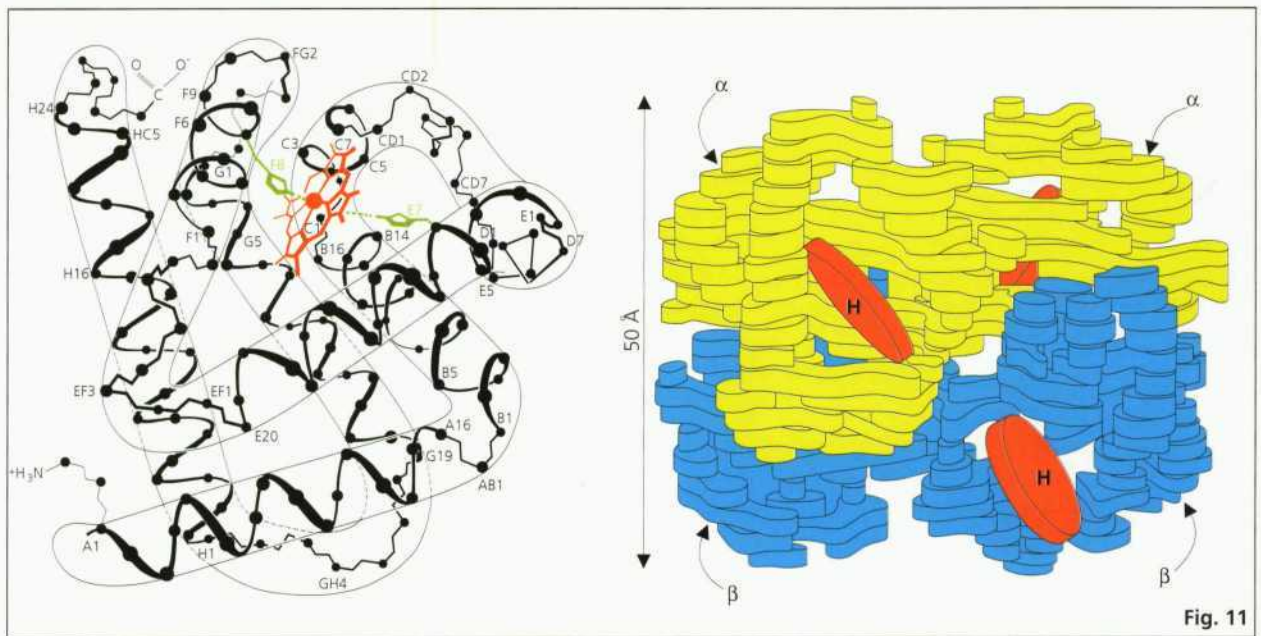 O
O⁻
C
FG2
CD2
H24
F9
HC5
F6
C3
C7
CD1
C5
G1
F8
CD7
E7
E1
F1
G5
C1
B16
B14
D1
D7
H16
E5
EF3
EF1
B5
E20
A16
B1
G19
⁺H₃N
AB1
A1
H1
GH4
α
α
50 Å
H
H
β
β
Fig. 11